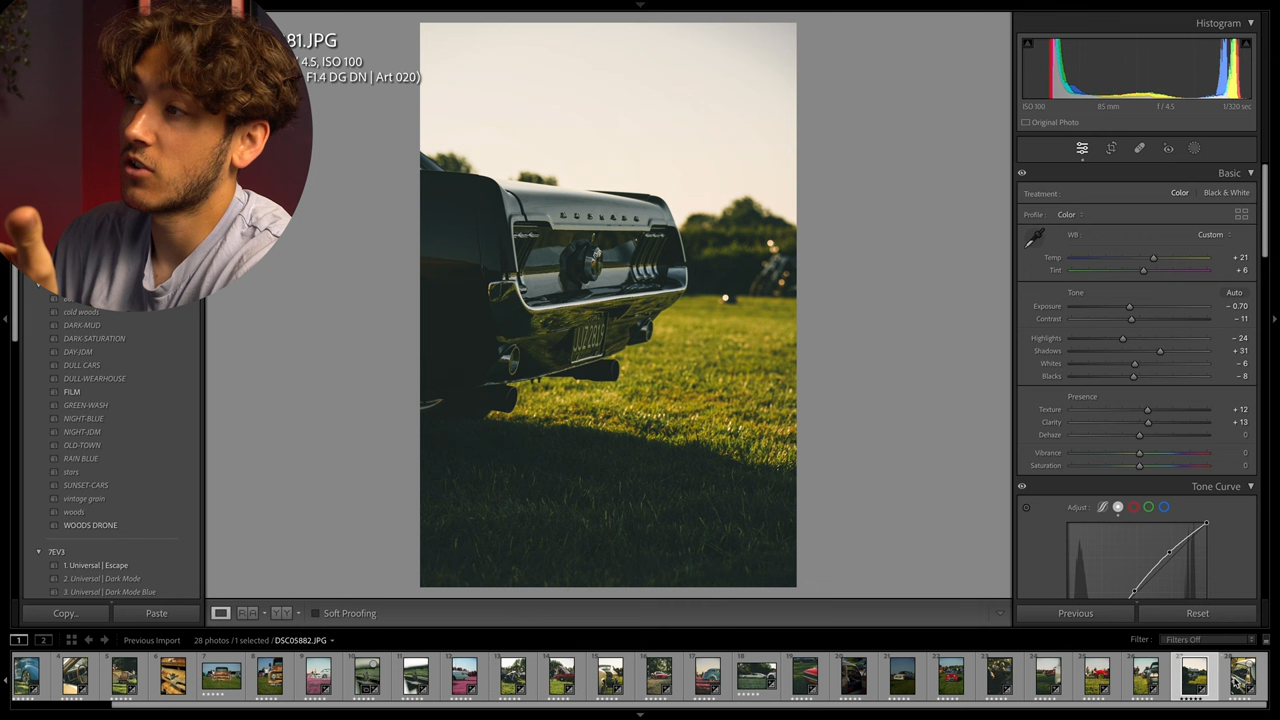 81.JPG
4.5, ISO 100
F1.4 DG DN | Art 020)
MUSTANG
UUZ 2819
cold woods
DARK-MUD
DARK-SATURATION
DAY-JDM
DULL CARS
DULL-WEARHOUSE
FILM
GREEN-WASH
NIGHT-BLUE
NIGHT-JDM
OLD-TOWN
RAIN BLUE
stars
SUNSET-CARS
vintage grain
woods
WOODS DRONE
7EV3
1. Universal | Escape
2. Universal | Dark Mode
3. Universal | Dark Mode Blue
Copy...
Paste
Soft Proofing
Histogram
ISO 100 85 mm f / 4.5 1/320 sec
Original Photo
Basic
Treatment: Color Black & White
Profile: Color
WB: Custom
Temp + 21
Tint + 6
Tone Auto
Exposure - 0.70
Contrast - 11
Highlights - 24
Shadows + 31
Whites - 6
Blacks - 8
Presence
Texture + 12
Clarity + 13
Dehaze 0
Vibrance 0
Saturation 0
Tone Curve
Adjust:
Previous
Reset
1 2 Previous Import 28 photos / 1 selected / DSC05882.JPG
Filter: Filters Off